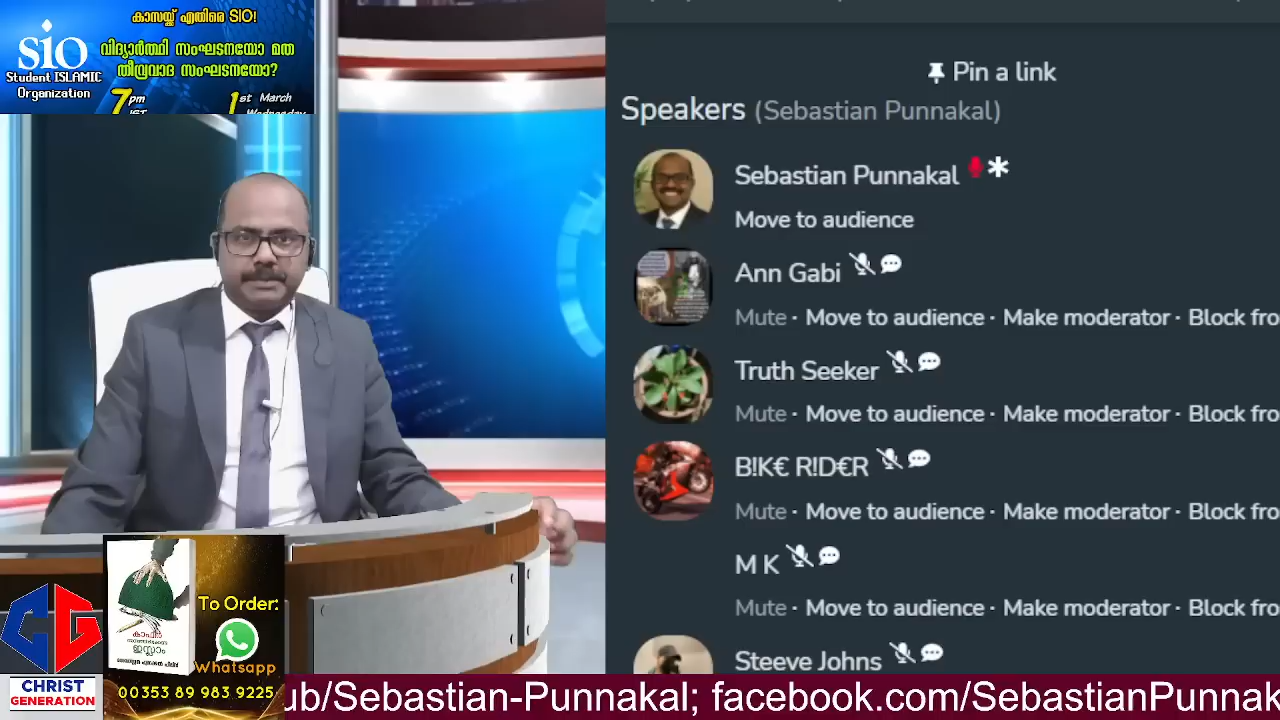 കാസയ്ക്ക് എതിരെ SIO!
sio
Student ISLAMIC
Organization
വിദ്യാർത്ഥി സംഘടനയോ മത
തീവ്രവാദ സംഘടനയോ?
7pm
IST
1st March
Wednesday
Pin a link
Speakers (Sebastian Punnakal)
Sebastian Punnakal
Move to audience
Ann Gabi
Mute · Move to audience · Make moderator · Block fro
Truth Seeker
Mute · Move to audience · Make moderator · Block fro
B!K€ R!D€R
Mute · Move to audience · Make moderator · Block fro
M K
Mute · Move to audience · Make moderator · Block fro
Steeve Johns
CG
CHRIST
GENERATION
കാഫിർ
ഇസ്ലാം
To Order:
Whatsapp
00353 89 983 9225
ub/Sebastian-Punnakal; facebook.com/SebastianPunnak